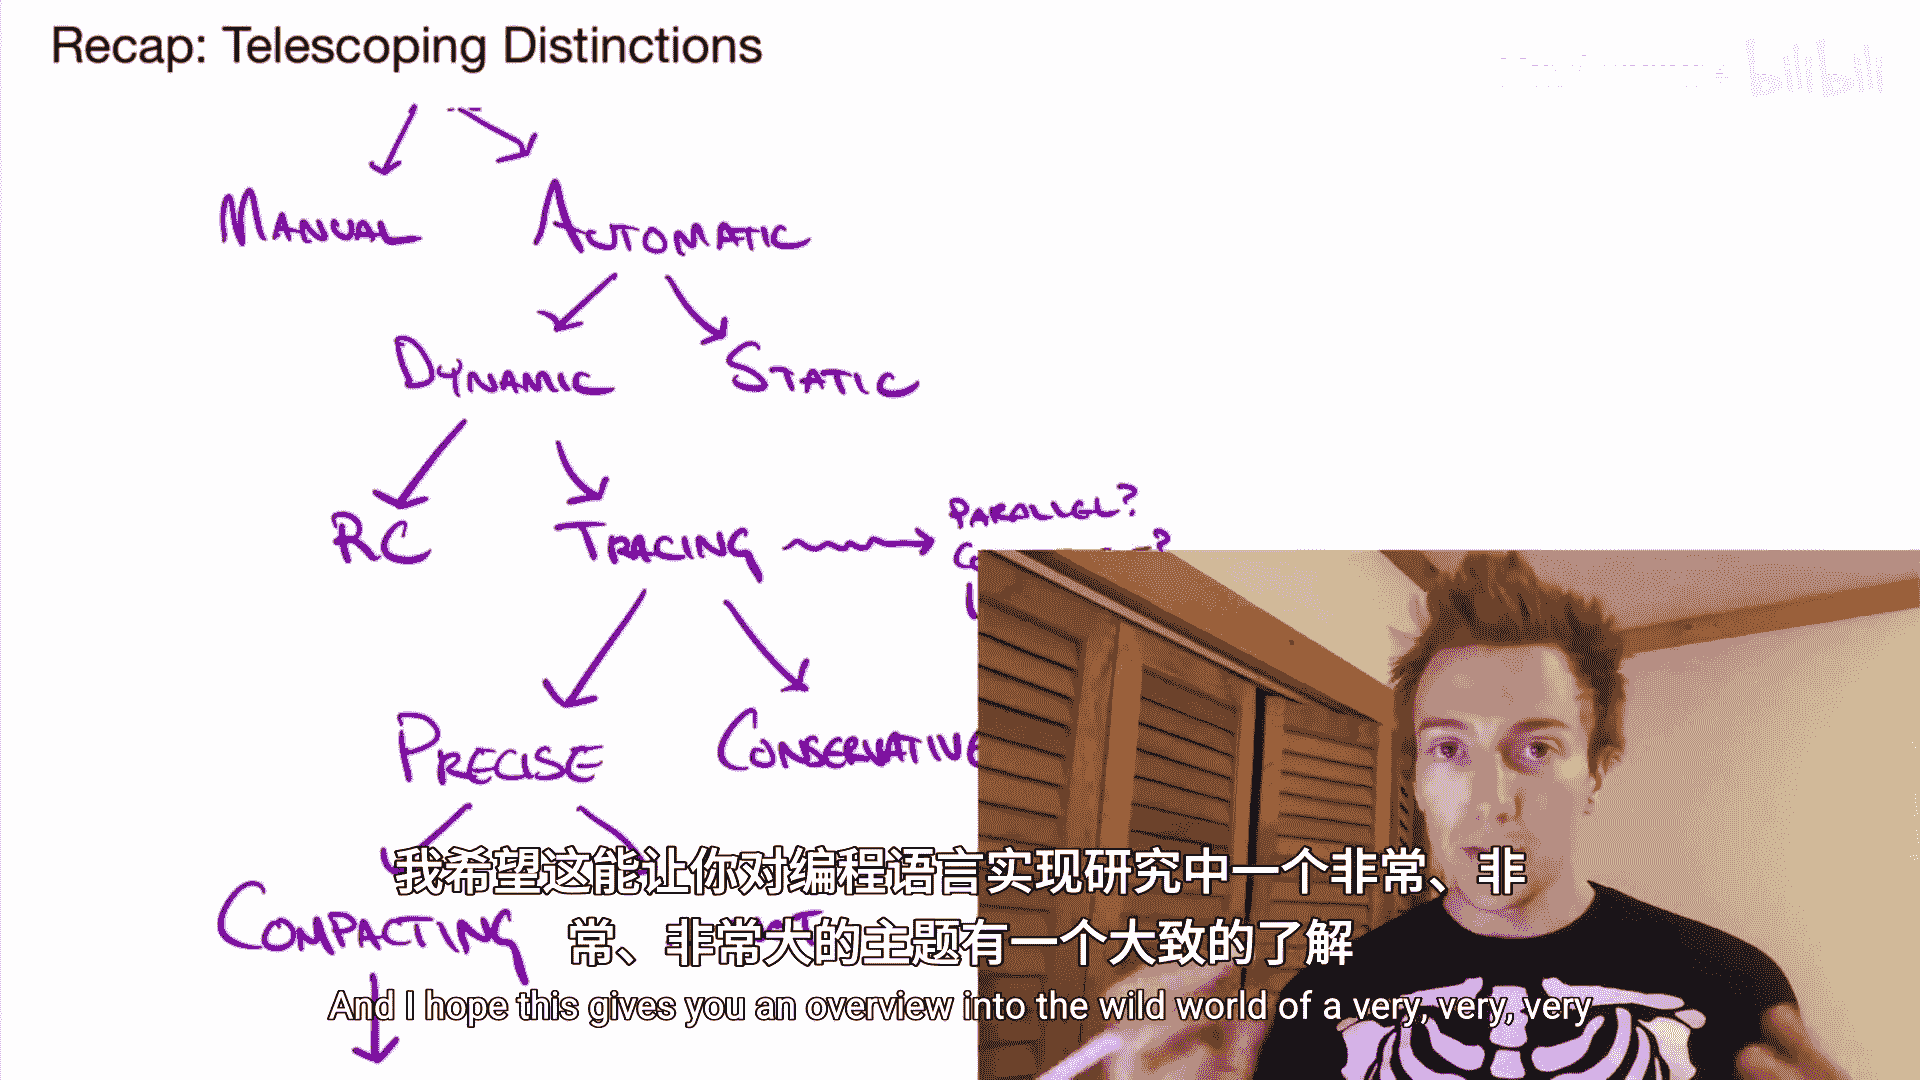 Recap: Telescoping Distinctions
bilibili
MANUAL
AUTOMATIC
DYNAMIC
STATIC
RC
TRACING
PARALLEL?
PRECISE
CONSERVATIVE
COMPACTING
我希望这能让你对编程语言实现研究中一个非常、非
常、非常大的主题有一个大致的了解
And I hope this gives you an overview into the wild world of a very, very, very